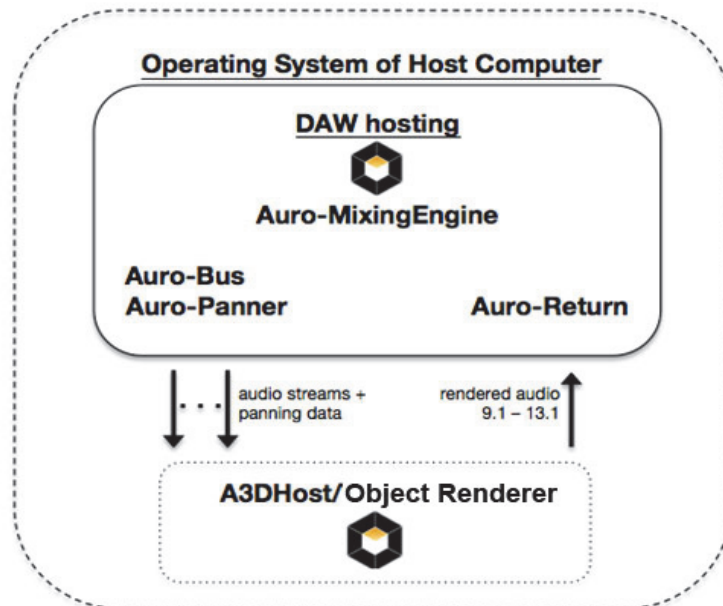 Operating System of Host Computer
DAW hosting
Auro-MixingEngine
Auro-Bus
Auro-Panner
Auro-Return
audio streams +
panning data
rendered audio
9.1 – 13.1
A3DHost/Object Renderer